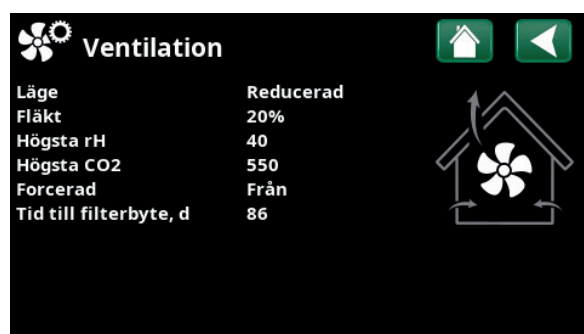 Ventilation
Läge Reducerad
Fläkt 20%
Högsta rH 40
Högsta CO2 550
Forcerad Från
Tid till filterbyte, d 86